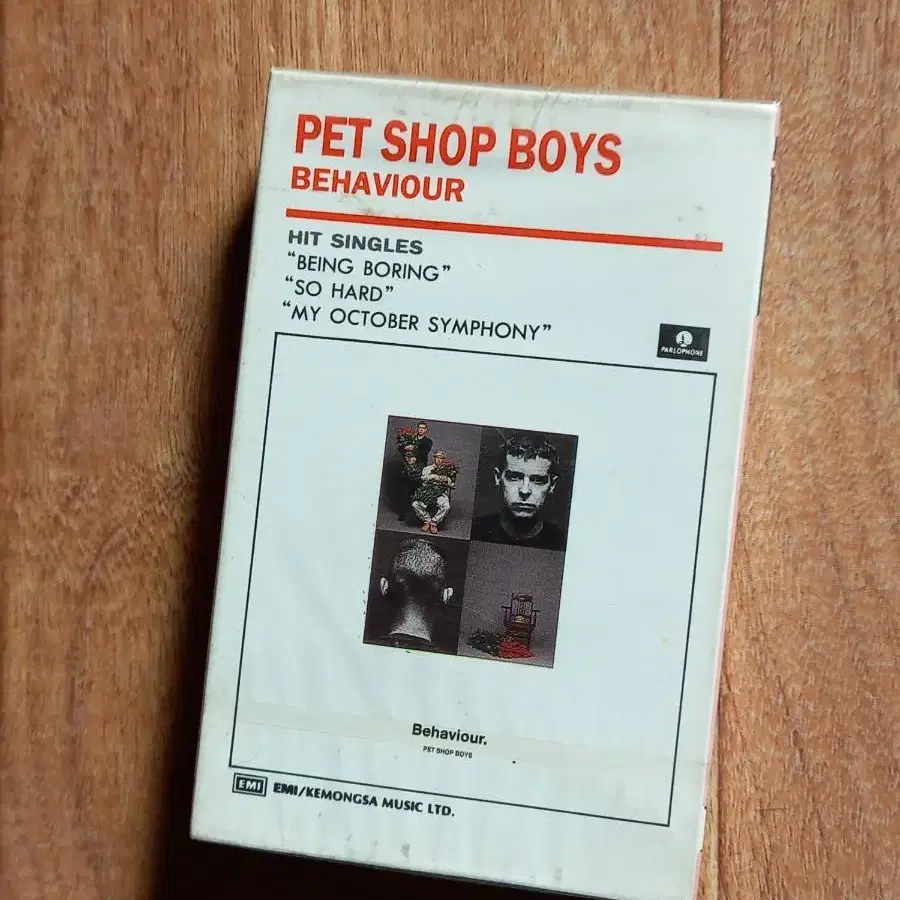 PET SHOP BOYS
BEHAVIOUR
HIT SINGLES
“BEING BORING”
“SO HARD”
“MY OCTOBER SYMPHONY”
PARLOPHONE
Behaviour.
PET SHOP BOYS
EMI EMI/KEMONGSA MUSIC LTD.